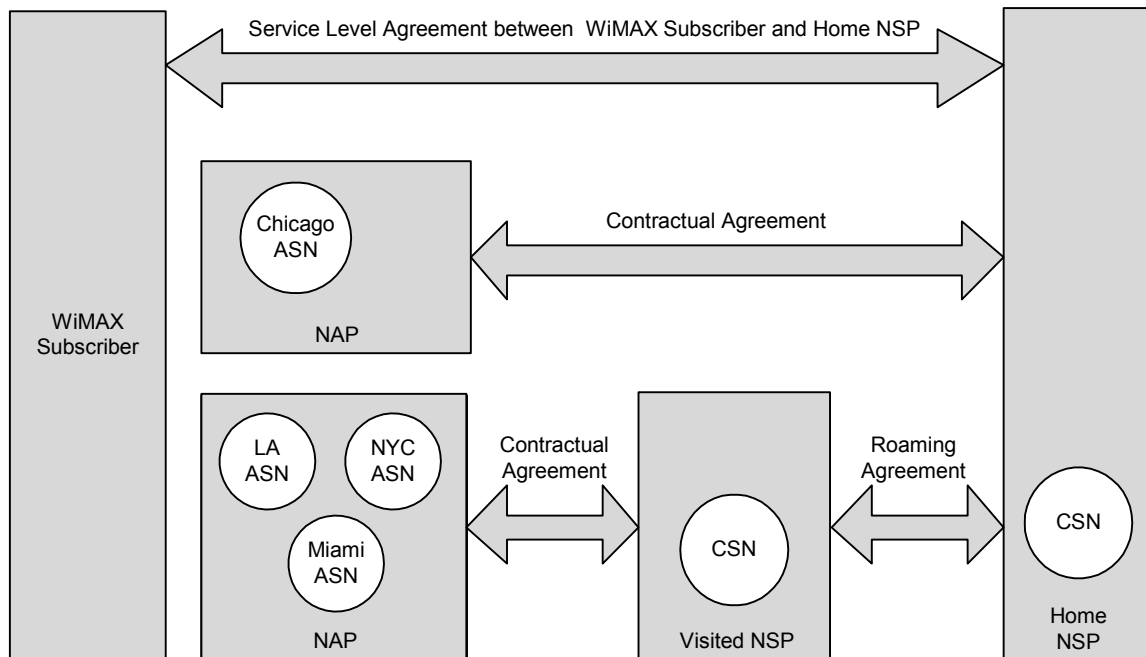 Service Level Agreement between WiMAX Subscriber and Home NSP
Chicago
ASN
Contractual Agreement
NAP
WiMAX
Subscriber
LA
ASN
NYC
ASN
Miami
ASN
NAP
Contractual
Agreement
CSN
Visited NSP
Roaming
Agreement
CSN
Home
NSP